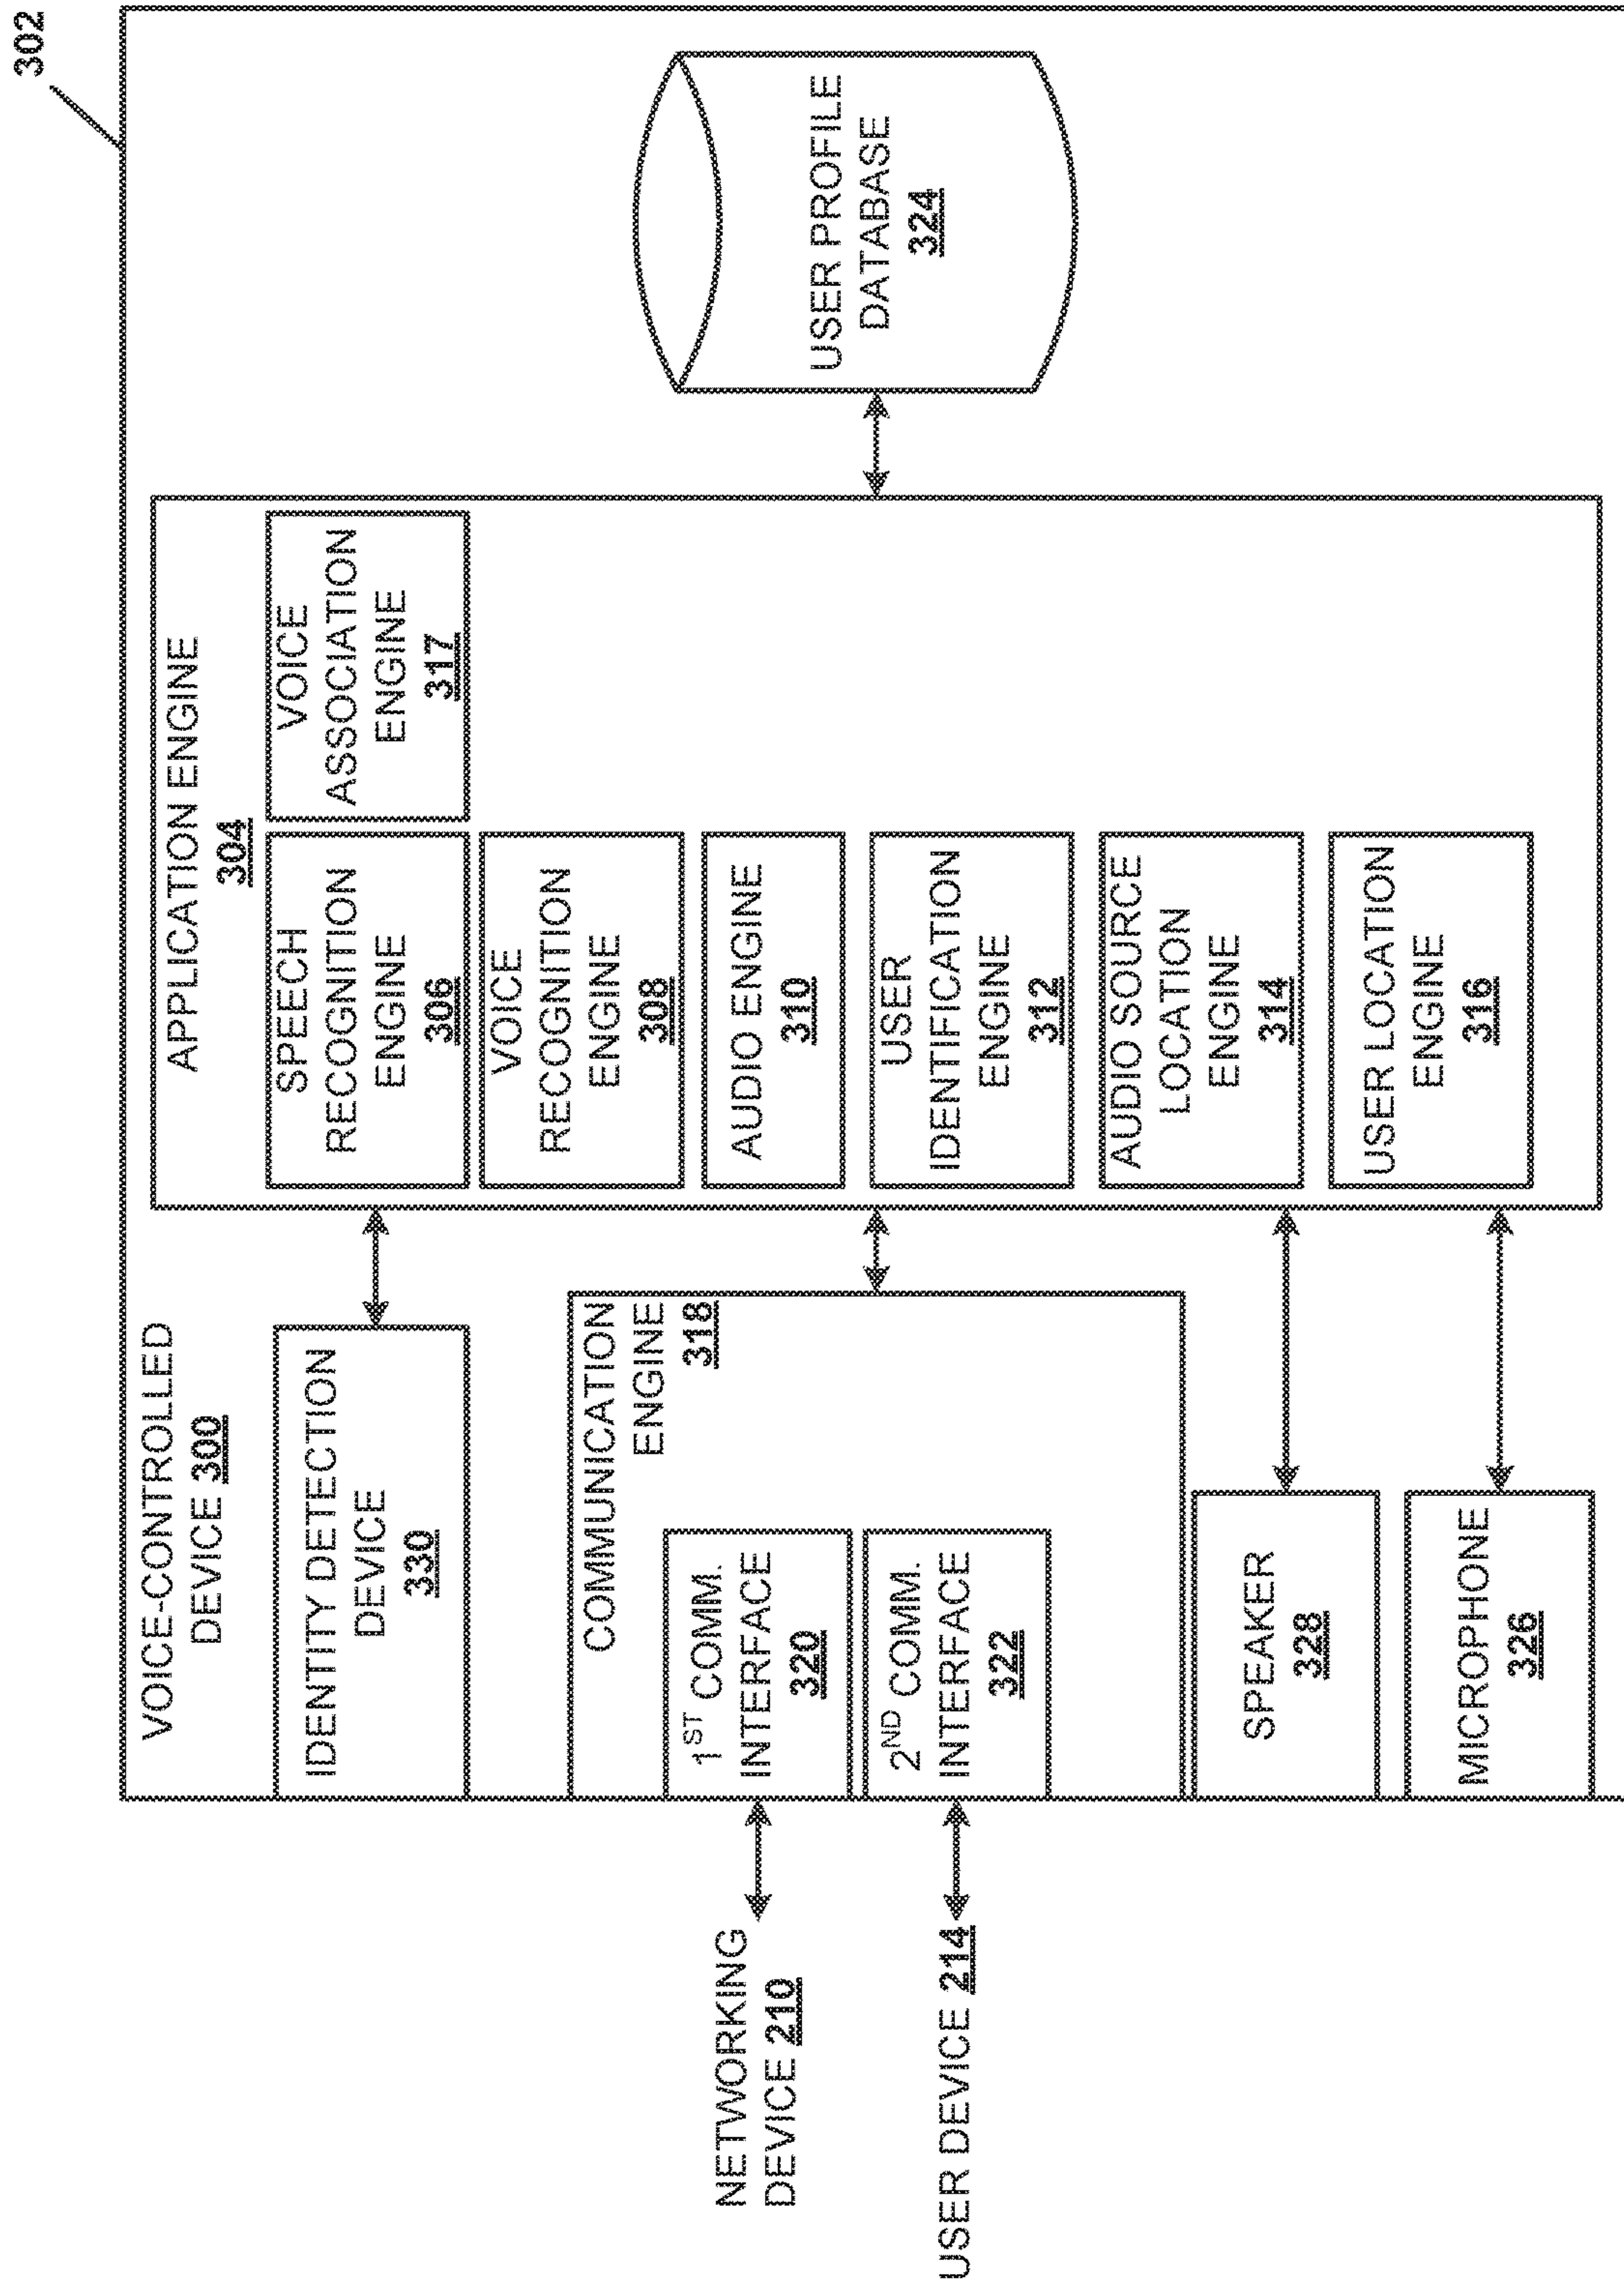 302
VOICE-CONTROLLED
DEVICE 300
IDENTITY DETECTION
DEVICE
330
COMMUNICATION
ENGINE
318
1ST COMM.
INTERFACE
320
2ND COMM.
INTERFACE
322
SPEAKER
328
MICROPHONE
326
NETWORKING
DEVICE 210
USER DEVICE 214
APPLICATION ENGINE
304
SPEECH
RECOGNITION
ENGINE
306
VOICE
ASSOCIATION
ENGINE
317
VOICE
RECOGNITION
ENGINE
308
AUDIO ENGINE
310
USER
IDENTIFICATION
ENGINE
312
AUDIO SOURCE
LOCATION
ENGINE
314
USER LOCATION
ENGINE
316
USER PROFILE
DATABASE
324